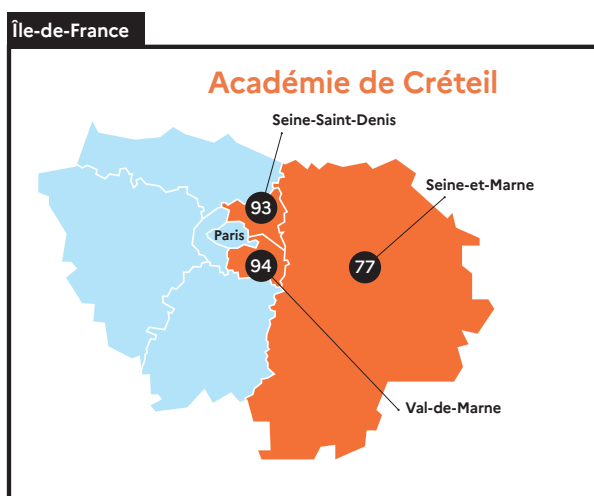 Île-de-France
Académie de Créteil
Seine-Saint-Denis
Seine-et-Marne
93
Paris
94
77
Val-de-Marne